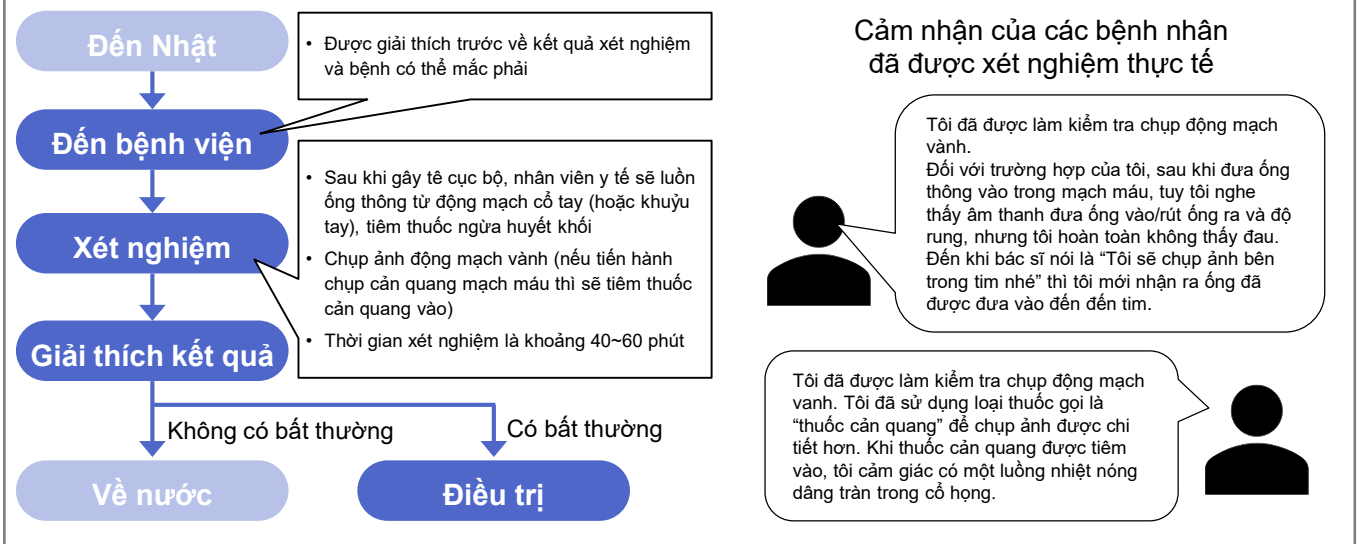 Đến Nhật
• Được giải thích trước về kết quả xét nghiệm
và bệnh có thể mắc phải
Đến bệnh viện
• Sau khi gây tê cục bộ, nhân viên y tế sẽ luồn
ống thông từ động mạch cổ tay (hoặc khuỷu
tay), tiêm thuốc ngừa huyết khối
• Chụp ảnh động mạch vành (nếu tiến hành
chụp cản quang mạch máu thì sẽ tiêm thuốc
cản quang vào)
• Thời gian xét nghiệm là khoảng 40~60 phút
Xét nghiệm
Giải thích kết quả
Không có bất thường
Có bất thường
Về nước
Điều trị
Cảm nhận của các bệnh nhân
đã được xét nghiệm thực tế
Tôi đã được làm kiểm tra chụp động mạch
vành.
Đối với trường hợp của tôi, sau khi đưa ống
thông vào trong mạch máu, tuy tôi nghe
thấy âm thanh đưa ống vào/rút ống ra và độ
rung, nhưng tôi hoàn toàn không thấy đau.
Đến khi bác sĩ nói là “Tôi sẽ chụp ảnh bên
trong tim nhé” thì tôi mới nhận ra ống đã
được đưa vào đến đến tim.
Tôi đã được làm kiểm tra chụp động mạch
vanh. Tôi đã sử dụng loại thuốc gọi là
“thuốc cản quang” để chụp ảnh được chi
tiết hơn. Khi thuốc cản quang được tiêm
vào, tôi cảm giác có một luồng nhiệt nóng
dâng tràn trong cổ họng.